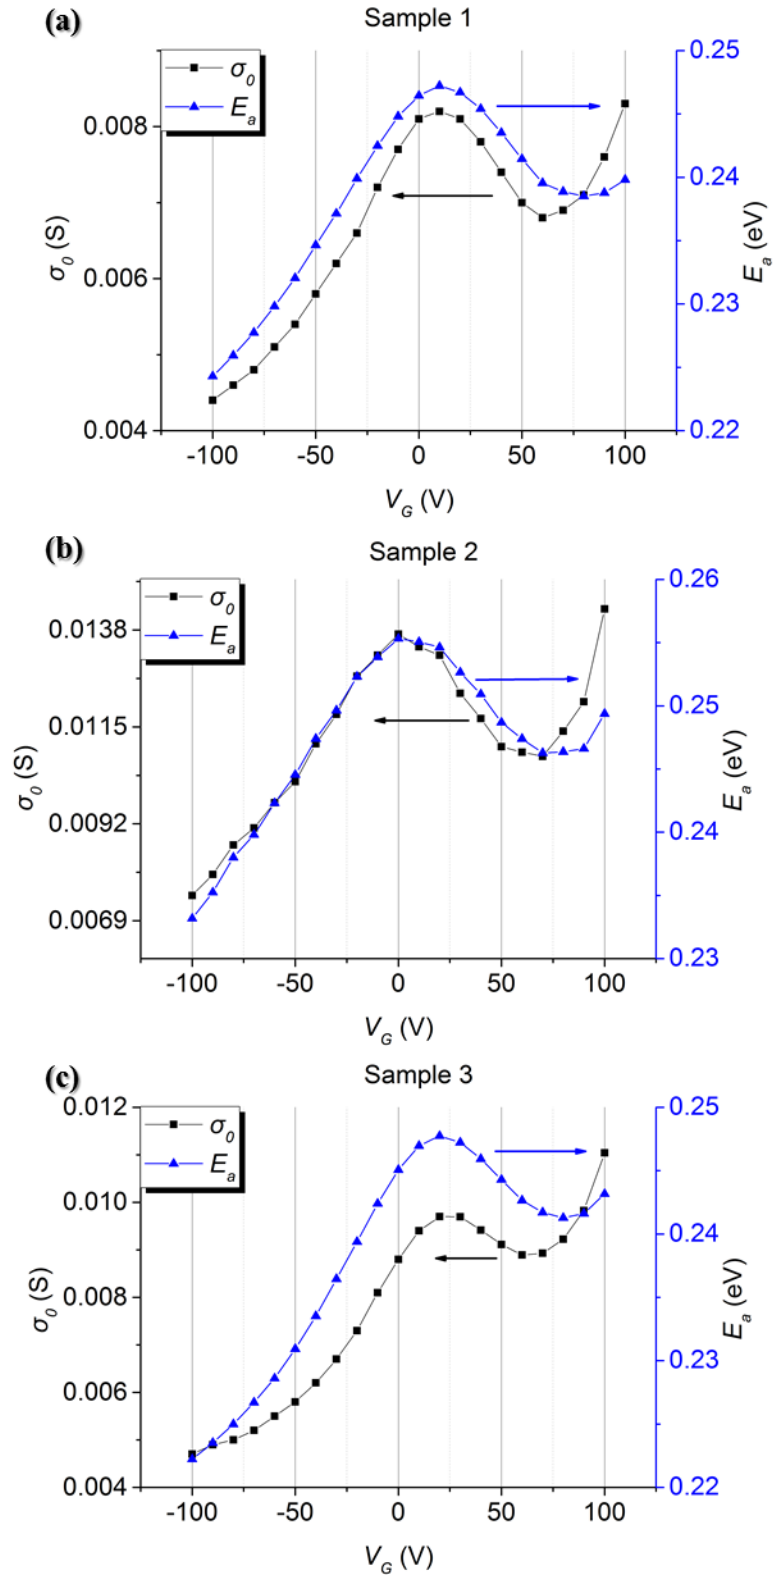 (a)
Sample 1
σ0
Ea
0.008
0.006
0.004
σ0 (S)
0.25
0.24
0.23
0.22
Ea (eV)
-100 -50 0 50 100
VG (V)
(b)
Sample 2
σ0
Ea
0.0138
0.0115
0.0092
0.0069
σ0 (S)
0.26
0.25
0.24
0.23
Ea (eV)
-100 -50 0 50 100
VG (V)
(c)
Sample 3
σ0
Ea
0.012
0.010
0.008
0.006
0.004
σ0 (S)
0.25
0.24
0.23
0.22
Ea (eV)
-100 -50 0 50 100
VG (V)